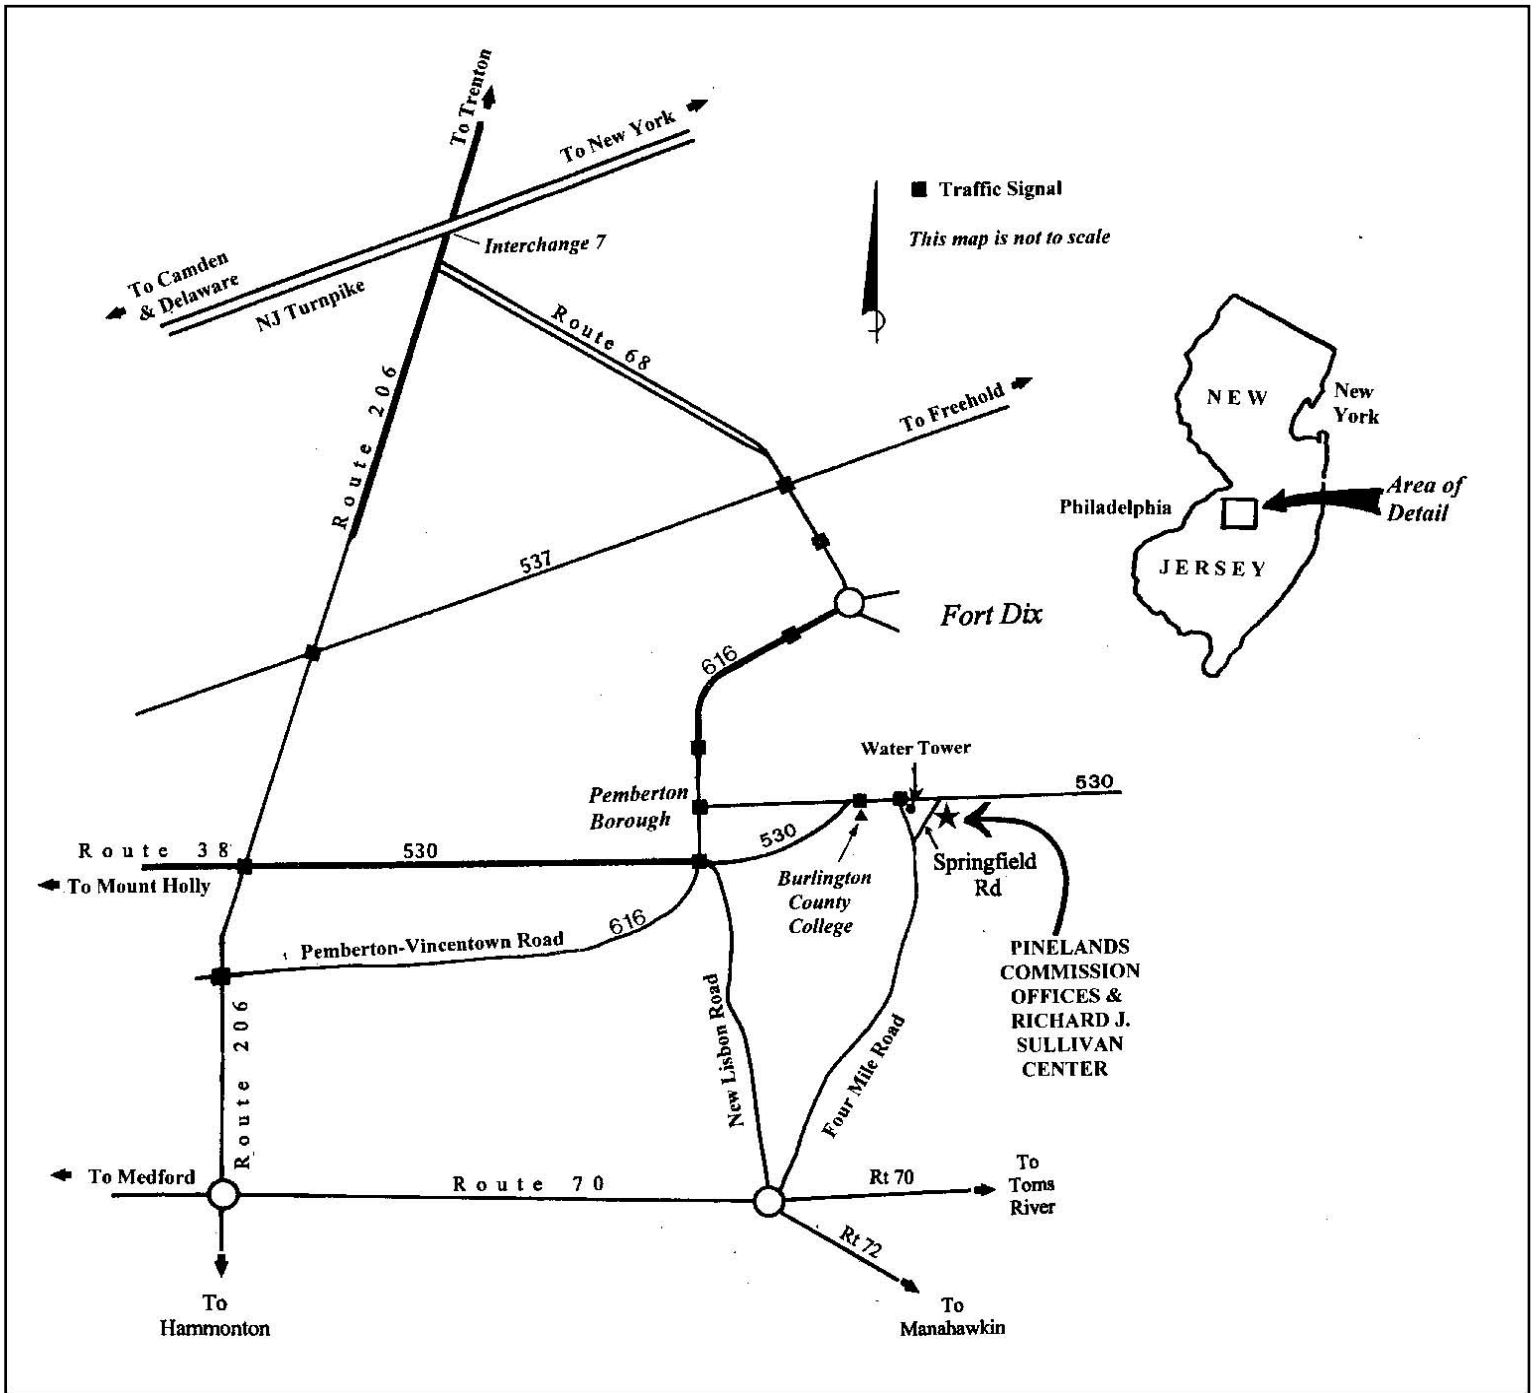 To Trenton
To New York
Traffic Signal
This map is not to scale
Interchange 7
To Camden
& Delaware
NJ Turnpike
Route 68
Route 206
To Freehold
NEW
New
York
Area of
Detail
Philadelphia
JERSEY
537
Fort Dix
616
Water Tower
530
Pemberton
Borough
530
Route 38
530
To Mount Holly
Springfield
Rd
Burlington
County
College
616
Pemberton-Vincentown Road
PINELANDS
COMMISSION
OFFICES &
RICHARD J.
SULLIVAN
CENTER
New Lisbon Road
Four Mile Road
Route 206
To Medford
Route 70
Rt 70
To
Toms
River
Rt 72
To
Hammonton
To
Manahawkin